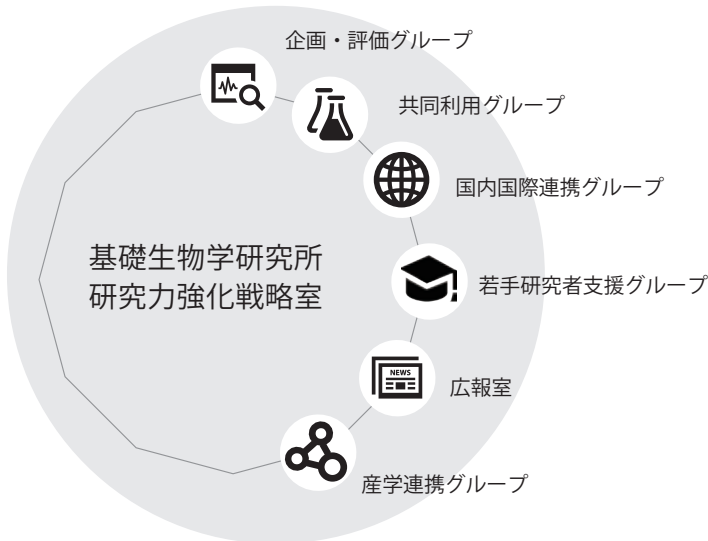 企画・評価グループ
共同利用グループ
国内国際連携グループ
基礎生物学研究所
研究力強化戦略室
若手研究者支援グループ
NEWS
広報室
産学連携グループ